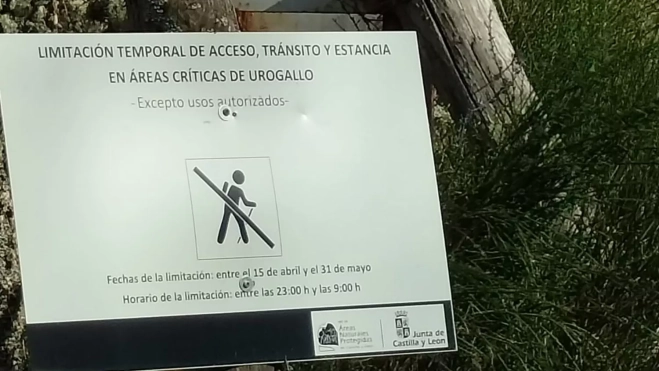 LIMITACIÓN TEMPORAL DE ACCESO, TRÁNSITO Y ESTANCIA
EN ÁREAS CRÍTICAS DE UROGALLO
-Excepto usos autorizados-
Fechas de la limitación: entre el 15 de abril y el 31 de mayo
Horario de la limitación: entre las 23:00 h y las 9:00 h
Áreas
Naturales
Protegidas
Junta de
Castilla y León